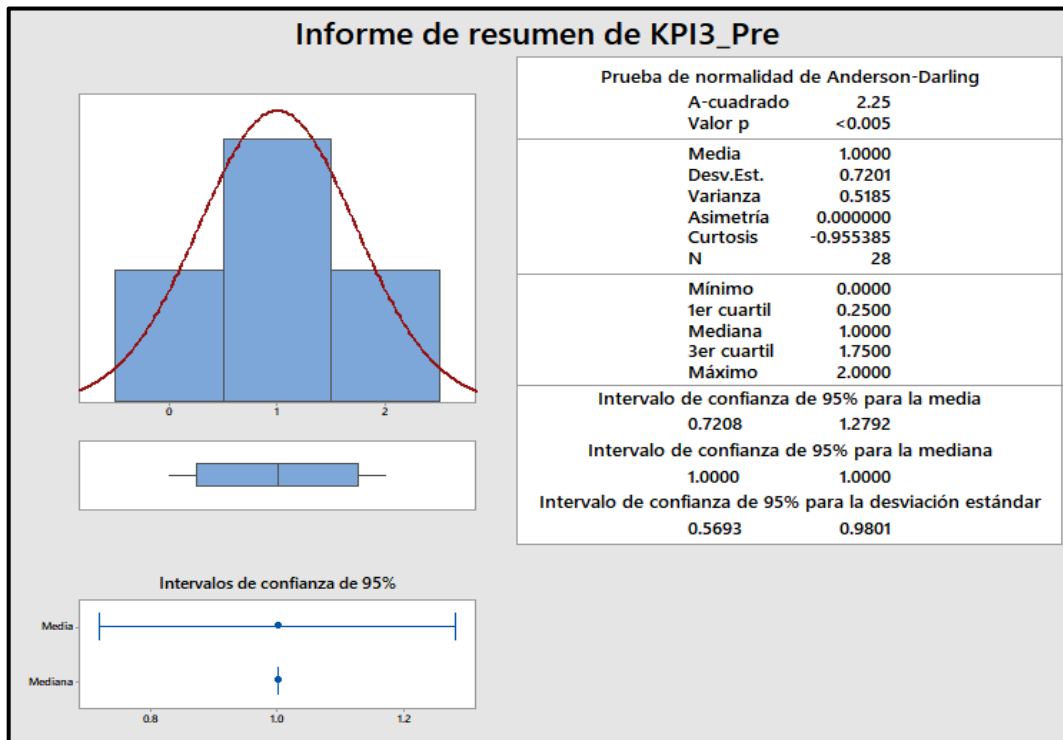 Informe de resumen de KPI3_Pre
0 1 2
Intervalos de confianza de 95%
Media
Mediana
0.8 1.0 1.2
Prueba de normalidad de Anderson-Darling
A-cuadrado 2.25
Valor p <0.005
Media 1.0000
Desv.Est. 0.7201
Varianza 0.5185
Asimetría 0.000000
Curtosis -0.955385
N 28
Mínimo 0.0000
1er cuartil 0.2500
Mediana 1.0000
3er cuartil 1.7500
Máximo 2.0000
Intervalo de confianza de 95% para la media
0.7208 1.2792
Intervalo de confianza de 95% para la mediana
1.0000 1.0000
Intervalo de confianza de 95% para la desviación estándar
0.5693 0.9801